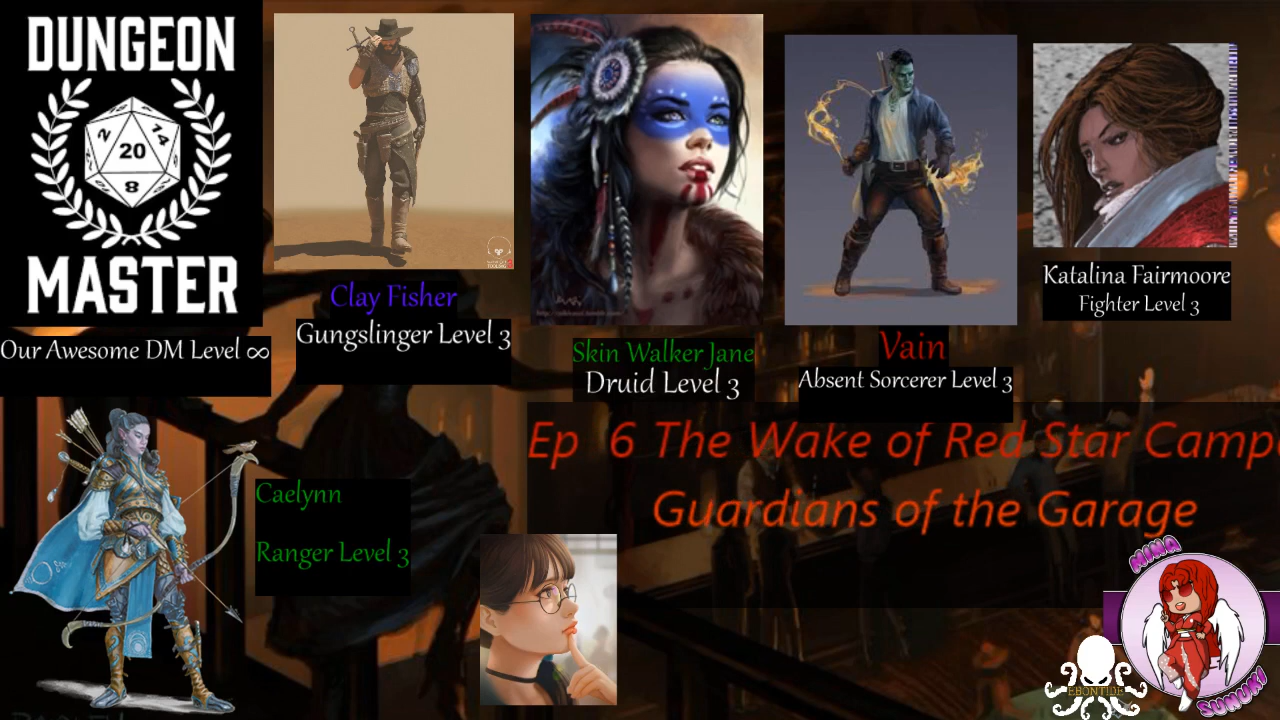 DUNGEON
20
2
14
8
MASTER
Our Awesome DM Level ∞
Clay Fisher
Gungslinger Level 3
Skin Walker Jane
Druid Level 3
Vain
Absent Sorcerer Level 3
Katalina Fairmoore
Fighter Level 3
Caelynn
Ranger Level 3
Ep 6 The Wake of Red Star Camp
Guardians of the Garage
EBONTIDE